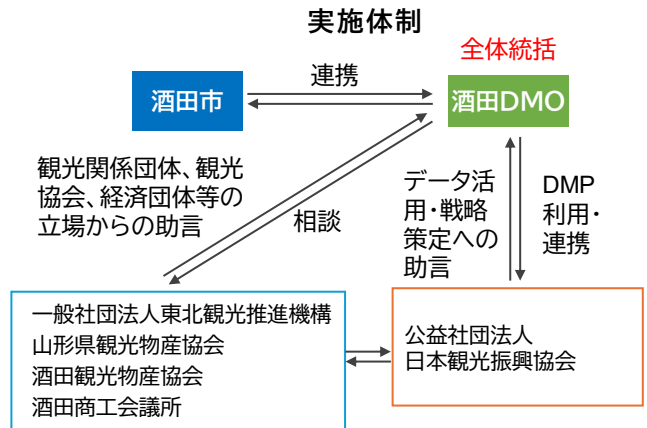 実施体制
全体統括
酒田市
連携
酒田DMO
観光関係団体、観光
協会、経済団体等の
立場からの助言
相談
データ活
用・戦略
策定への
助言
DMP
利用・
連携
一般社団法人東北観光推進機構
山形県観光物産協会
酒田観光物産協会
酒田商工会議所
公益社団法人
日本観光振興協会